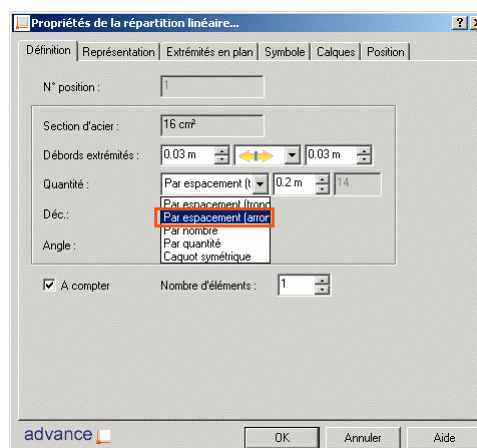 Propriétés de la répartition linéaire...
Définition Représentation Extrémités en plan Symbole Calques Position
N° position : 1
Section d'acier : 16 cm²
Débords extrémités : 0.03 m 0.03 m
Quantité : Par espacement (t 0.2 m 14
Par espacement (tronc
Déc.: Par espacement (arron
Par nombre
Angle : Par quantité
Caquot symétrique
A compter Nombre d'éléments : 1
advance OK Annuler Aide